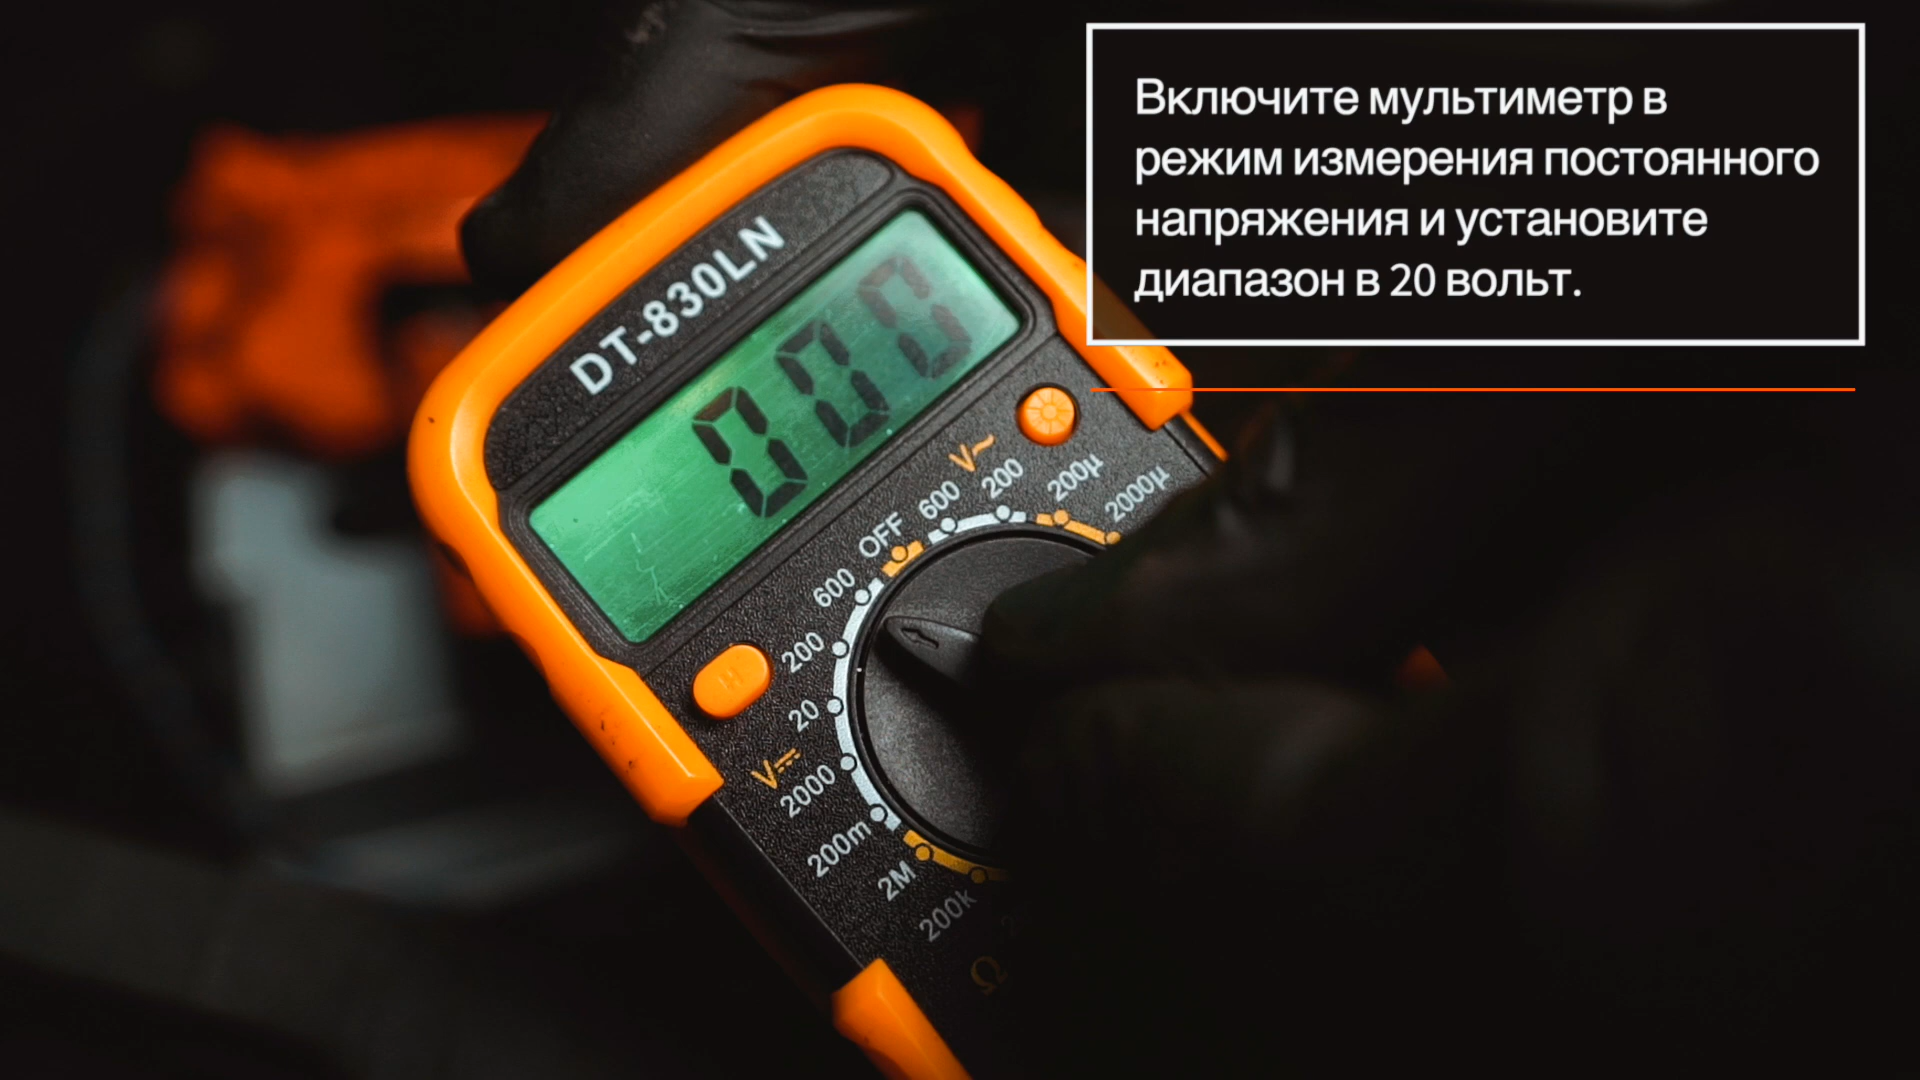 Включите мультиметр в
режим измерения постоянного
напряжения и установите
диапазон в 20 вольт.
DT-830LN
000
V~
OFF 600 200 200µ 2000µ
600
200
H
20
V⎓
2000
200m
2M
200k
Ω